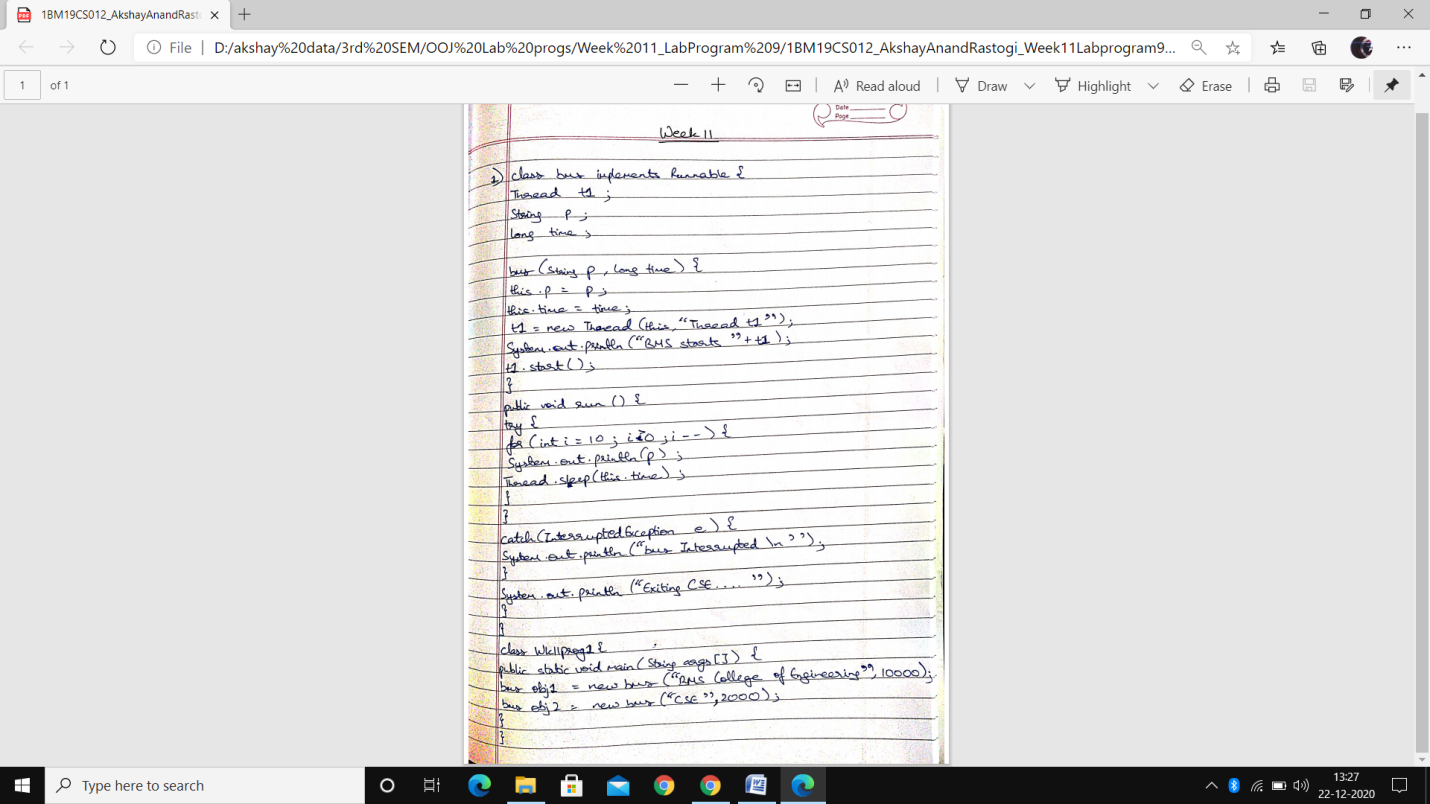 1BM19CS012_AkshayAnandRast
File
D:/akshay%20data/3rd%20SEM/OOJ%20Lab%20progs/Week%2011_LabProgram%209/1BM19CS012_AkshayAnandRastogi_Week11Labprogram9...
1 of 1
Read aloud
Draw
Highlight
Erase
Date
Page
Week 11
1) class bus implements Runnable {
Thread t1 ;
String p ;
long time ;
bus (String p , long time) {
this.p = p ;
this.time = time ;
t1 = new Thread (this, "Thread t1");
System.out.println ("BMS starts " + t1 );
t1.start () ;
}
public void run () {
try {
for (int i = 10 ; i>0 ; i--) {
System.out.println (p) ;
Thread.sleep (this.time) ;
}
}
catch (InterruptedException e) {
System.out.println ("bus Interrupted \n");
}
System.out.println ("Exiting CSE....");
}
}
class Wk11prog1 {
public static void main (String args []) {
bus obj1 = new bus ("BMS College of Engineering", 10000);
bus obj2 = new bus ("CSE", 2000);
}
}
Type here to search
13:27
22-12-2020